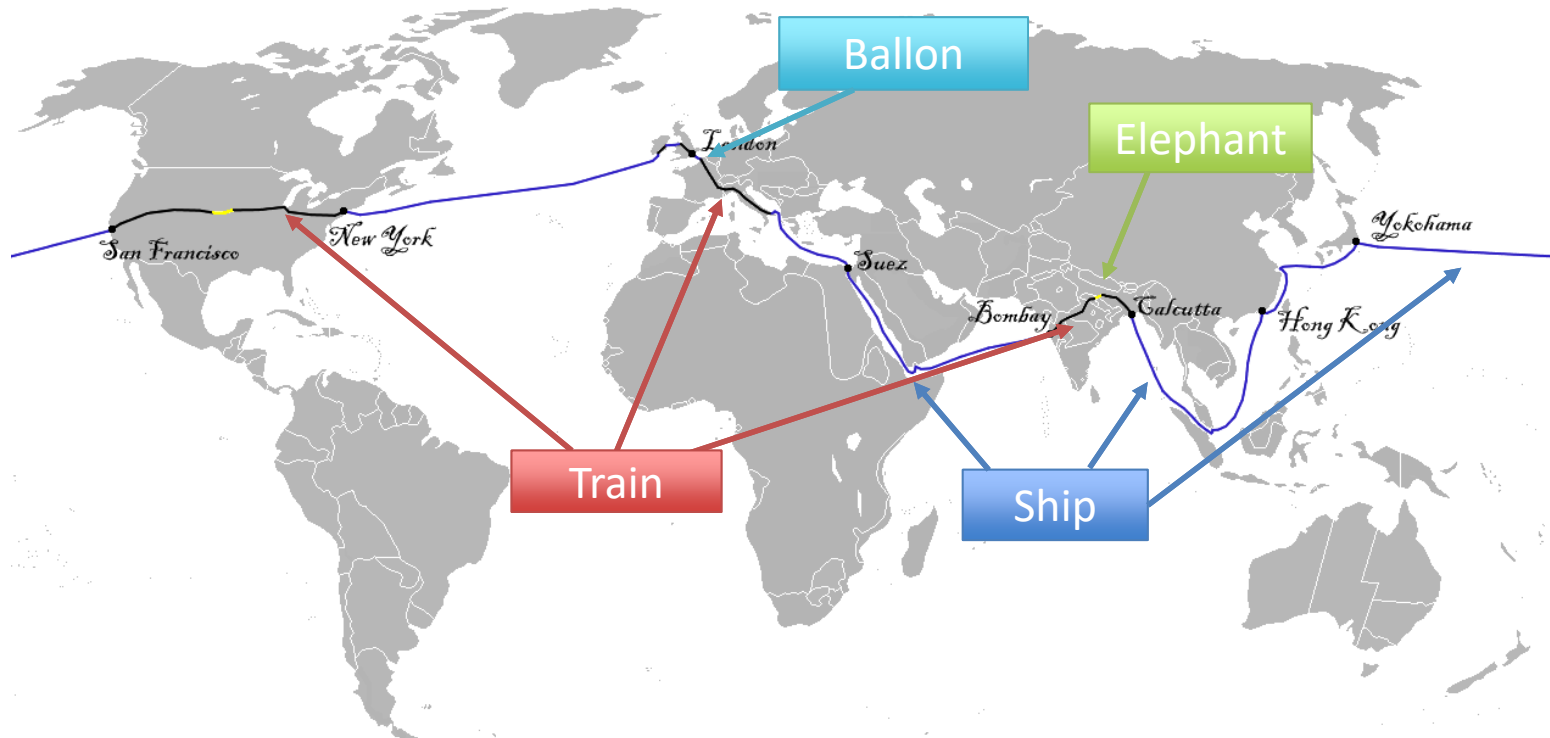 Ballon
Elephant
London
Yokohama
San Francisco
New York
Suez
Bombay
Calcutta
Hong Kong
Train
Ship